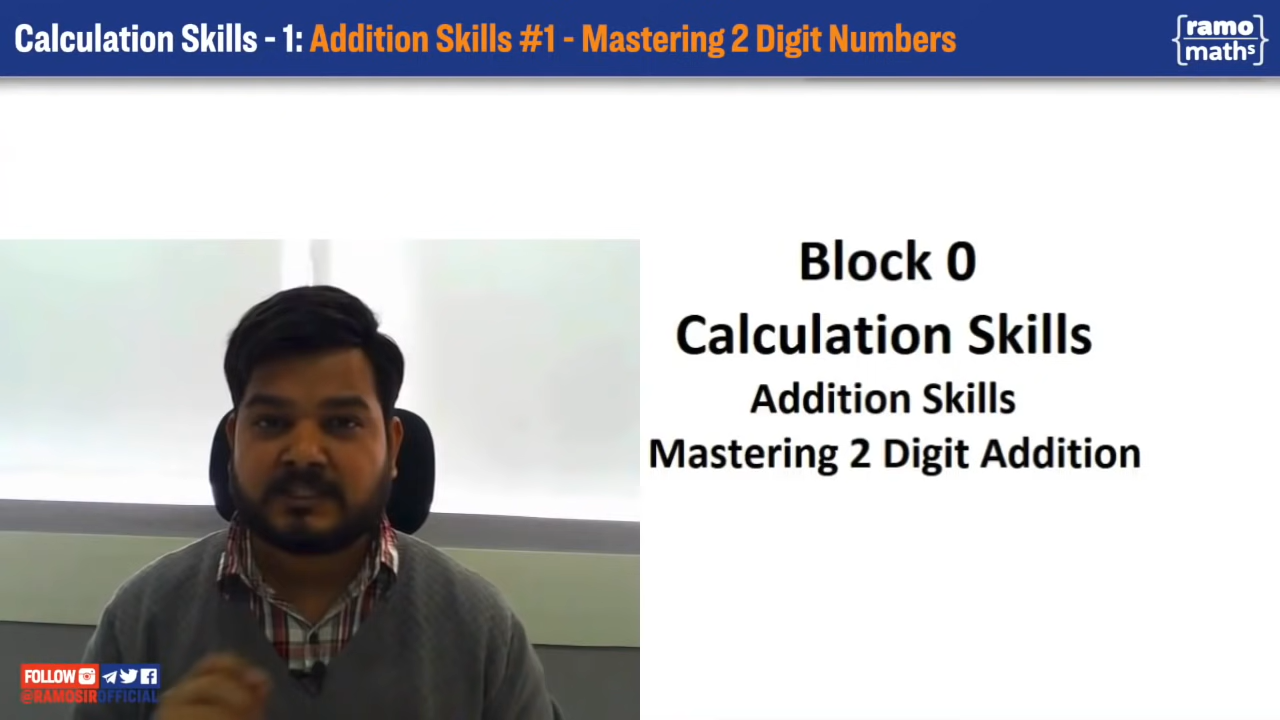 Calculation Skills - 1: Addition Skills #1 - Mastering 2 Digit Numbers
ramo
maths
Block 0
Calculation Skills
Addition Skills
Mastering 2 Digit Addition
FOLLOW
@RAMOSIROFFICIAL